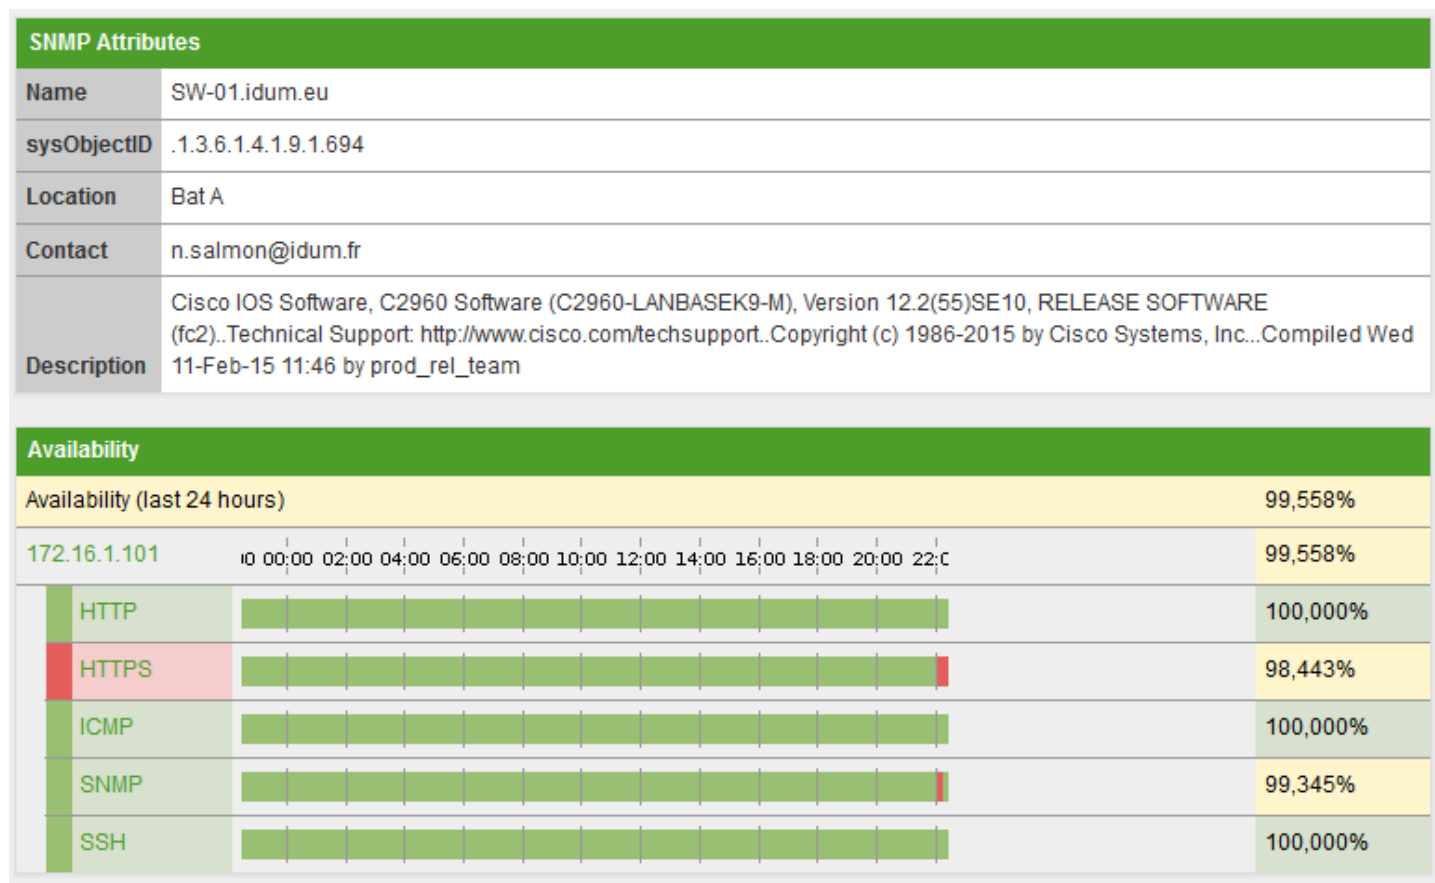 SNMP Attributes
Name SW-01.idum.eu
sysObjectID .1.3.6.1.4.1.9.1.694
Location Bat A
Contact n.salmon@idum.fr
Cisco IOS Software, C2960 Software (C2960-LANBASEK9-M), Version 12.2(55)SE10, RELEASE SOFTWARE
(fc2)..Technical Support: http://www.cisco.com/techsupport..Copyright (c) 1986-2015 by Cisco Systems, Inc...Compiled Wed
Description 11-Feb-15 11:46 by prod_rel_team
Availability
Availability (last 24 hours) 99,558%
172.16.1.101 00:00 02:00 04:00 06:00 08:00 10:00 12:00 14:00 16:00 18:00 20:00 99,558%
HTTP 100,000%
HTTPS 98,443%
ICMP 100,000%
SNMP 99,345%
SSH 100,000%